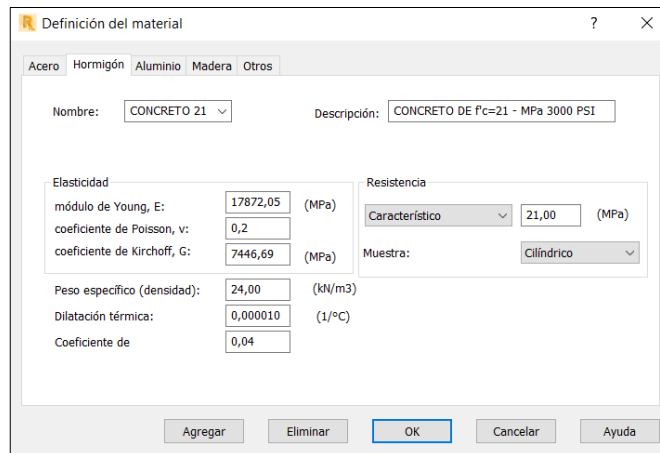 R Definición del material ? X
Acero Hormigón Aluminio Madera Otros
Nombre: CONCRETO 21 Descripción: CONCRETO DE f'c=21 - MPa 3000 PSI
Elasticidad Resistencia
módulo de Young, E: 17872,05 (MPa) Característico 21,00 (MPa)
coeficiente de Poisson, v: 0,2
coeficiente de Kirchoff, G: 7446,69 (MPa) Muestra: Cilíndrico
Peso específico (densidad): 24,00 (kN/m3)
Dilatación térmica: 0,000010 (1/°C)
Coeficiente de 0,04
Agregar Eliminar OK Cancelar Ayuda